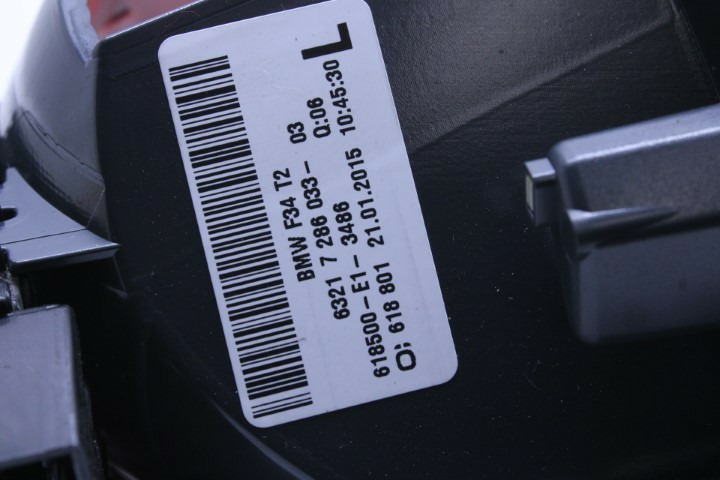 BMW F34 T2
6321 7 286 033- 03
618500-E1- 3486 Q:06
618 801 21.01.2015 10:45:30
L